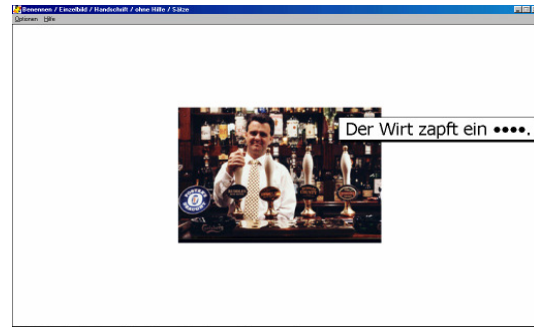 Benennen / Einzelbild / Handschrift / ohne Hilfe / Sätze
Optionen Hilfe
Der Wirt zapft ein ••••.